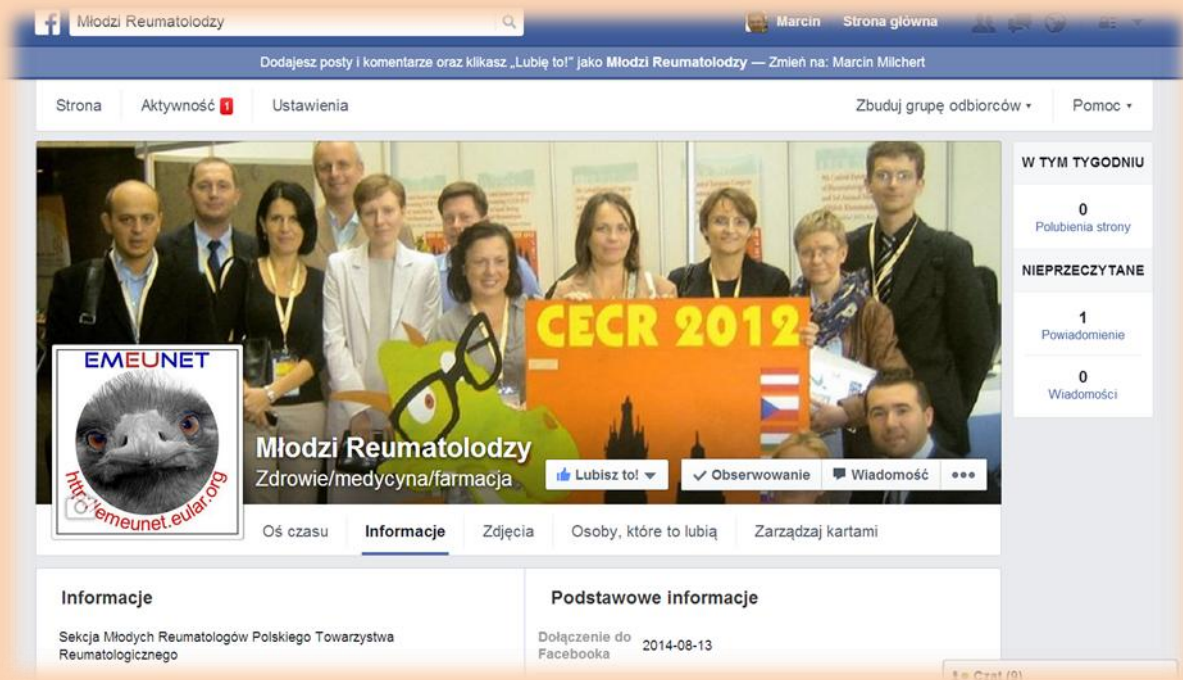 Młodzi Reumatolodzy
Marcin Strona główna
Dodajesz posty i komentarze oraz klikasz „Lubię to!” jako Młodzi Reumatolodzy — Zmień na: Marcin Milchert
Strona Aktywność 1 Ustawienia
Zbuduj grupę odbiorców Pomoc
W TYM TYGODNIU
0
Polubienia strony
NIEPRZECZYTANE
1
Powiadomienie
0
Wiadomości
CECR 2012
EMEUNET
http://emeunet.eular.org
Młodzi Reumatolodzy
Zdrowie/medycyna/farmacja
Lubisz to! Obserwowanie Wiadomość
Oś czasu Informacje Zdjęcia Osoby, które to lubią Zarządzaj kartami
Informacje
Sekcja Młodych Reumatologów Polskiego Towarzystwa
Reumatologicznego
Podstawowe informacje
Dołączenie do
Facebooka
2014-08-13
Czat (9)